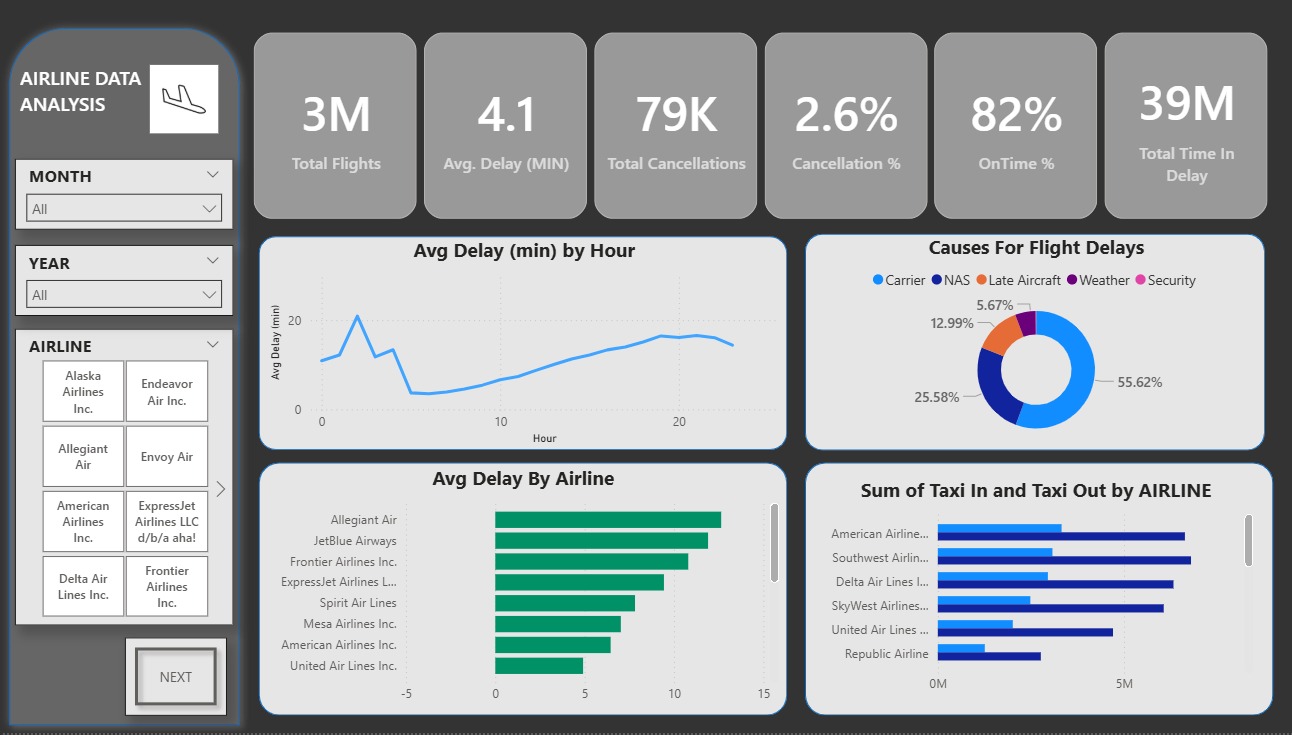 AIRLINE DATA
ANALYSIS
MONTH
All
YEAR
All
AIRLINE
Alaska
Airlines
Inc.
Endeavor
Air Inc.
Allegiant
Air
Envoy Air
American
Airlines
Inc.
ExpressJet
Airlines LLC
d/b/a aha!
Delta Air
Lines Inc.
Frontier
Airlines
Inc.
NEXT
3M
Total Flights
4.1
Avg. Delay (MIN)
79K
Total Cancellations
2.6%
Cancellation %
82%
OnTime %
39M
Total Time In
Delay
Avg Delay (min) by Hour
Avg Delay (min)
20
0
0
10
20
Hour
Causes For Flight Delays
Carrier NAS Late Aircraft Weather Security
5.67%
12.99%
25.58%
55.62%
Avg Delay By Airline
Allegiant Air
JetBlue Airways
Frontier Airlines Inc.
ExpressJet Airlines L...
Spirit Air Lines
Mesa Airlines Inc.
American Airlines Inc.
United Air Lines Inc.
-5 0 5 10 15
Sum of Taxi In and Taxi Out by AIRLINE
American Airline...
Southwest Airlin...
Delta Air Lines I...
SkyWest Airlines...
United Air Lines ...
Republic Airline
0M 5M